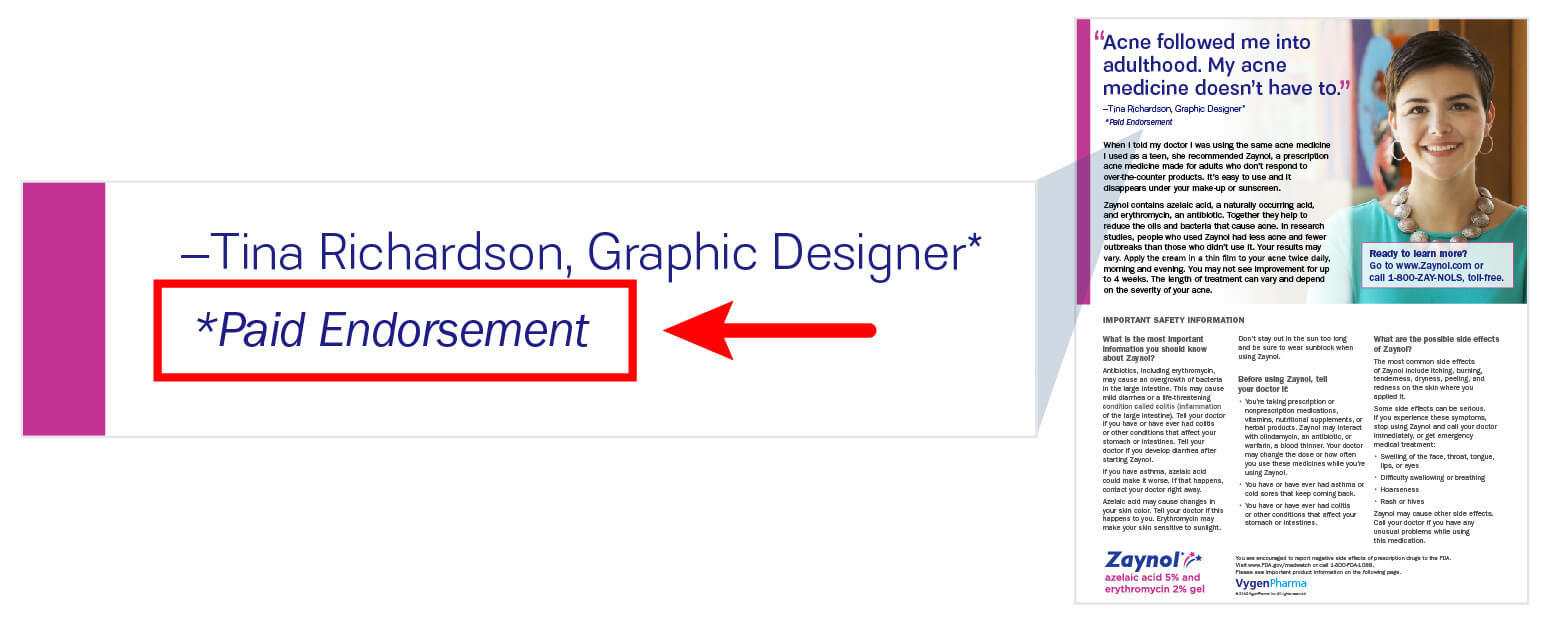 –Tina Richardson, Graphic Designer*
*Paid Endorsement
“Acne followed me into
adulthood. My acne
medicine doesn’t have to.”
–Tina Richardson, Graphic Designer*
*Paid Endorsement
When I told my doctor I was using the same acne medicine
I used as a teen, she recommended Zaynol, a prescription
acne medicine made for adults who don’t respond to
over-the-counter products. It’s easy to use and it
disappears under your make-up or sunscreen.
Zaynol contains azelaic acid, a naturally occurring acid,
and erythromycin, an antibiotic. Together they help to
reduce the oils and bacteria that cause acne. In research
studies, people who used Zaynol had less acne and fewer
outbreaks than those who didn’t use it. Your results may
vary. Apply the cream in a thin film to your acne twice daily,
morning and evening. You may not see improvement for up
to 4 weeks. The length of treatment can vary and depend
on the severity of your acne.
Ready to learn more?
Go to www.Zaynol.com or
call 1-800-ZAY-NOLS, toll-free.
IMPORTANT SAFETY INFORMATION
What is the most important
information you should know
about Zaynol?
Antibiotics, including erythromycin,
may cause an overgrowth of bacteria
in the large intestine. This may cause
mild diarrhea or a life-threatening
condition called colitis (inflammation
of the large intestine). Tell your doctor
if you have or have ever had colitis
or other conditions that affect your
stomach or intestines. Tell your
doctor if you develop diarrhea after
starting Zaynol.
If you have asthma, azelaic acid
could make it worse. If that happens,
contact your doctor right away.
Azelaic acid may cause changes in
your skin color. Tell your doctor if this
happens to you. Erythromycin may
make your skin sensitive to sunlight.
Don’t stay out in the sun too long
and be sure to wear sunblock when
using Zaynol.
Before using Zaynol, tell
your doctor if:
• You’re taking prescription or
nonprescription medications,
vitamins, nutritional supplements, or
herbal products. Zaynol may interact
with clindamycin, an antibiotic, or
warfarin, a blood thinner. Your doctor
may change the dose or how often
you use these medicines while you’re
using Zaynol.
• You have or have ever had asthma or
cold sores that keep coming back.
• You have or have ever had colitis
or other conditions that affect your
stomach or intestines.
What are the possible side effects
of Zaynol?
The most common side effects
of Zaynol include itching, burning,
tenderness, dryness, peeling, and
redness on the skin where you
applied it.
Some side effects can be serious.
If you experience these symptoms,
stop using Zaynol and call your doctor
immediately, or get emergency
medical treatment:
• Swelling of the face, throat, tongue,
lips, or eyes
• Difficulty swallowing or breathing
• Hoarseness
• Rash or hives
Zaynol may cause other side effects.
Call your doctor if you have any
unusual problems while using
this medication.
Zaynol
azelaic acid 5% and
erythromycin 2% gel
You are encouraged to report negative side effects of prescription drugs to the FDA.
Visit www.FDA.gov/medwatch or call 1-800-FDA-1088.
Please see important product information on the following page.
VygenPharma